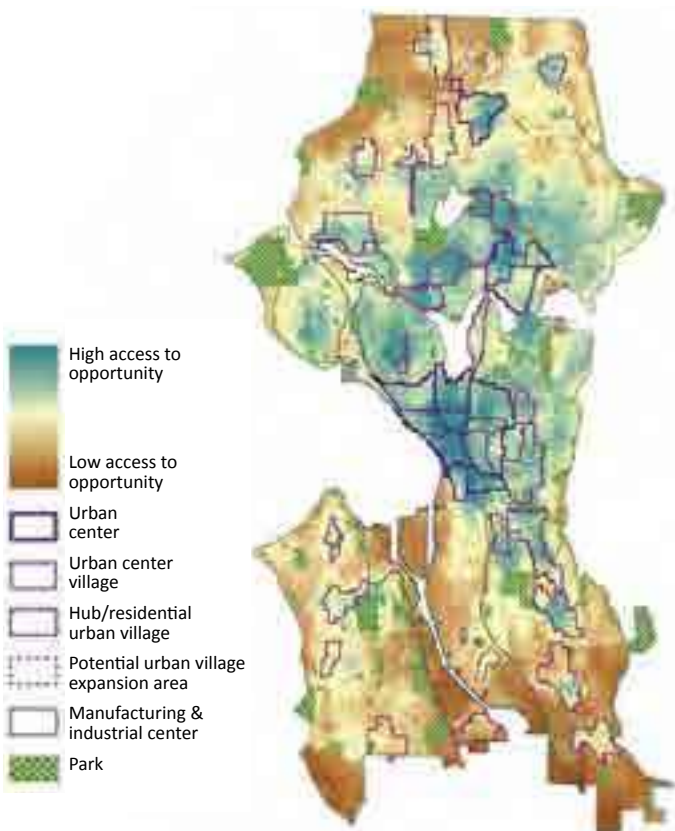 High access to
opportunity
Low access to
opportunity
Urban
center
Urban center
village
Hub/residential
urban village
Potential urban village
expansion area
Manufacturing &
industrial center
Park